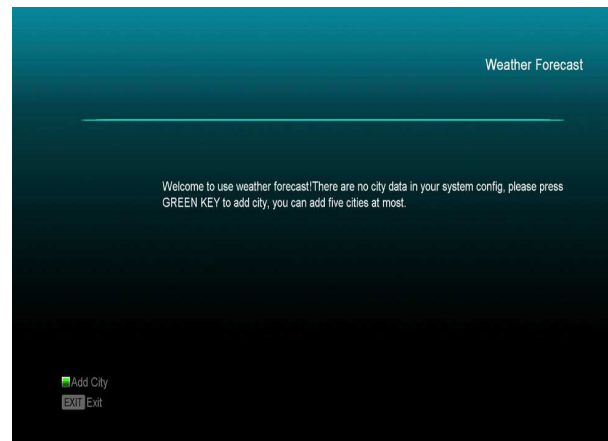 Weather Forecast
Welcome to use weather forecast!There are no city data in your system config, please press
GREEN KEY to add city, you can add five cities at most.
Add City
EXIT Exit